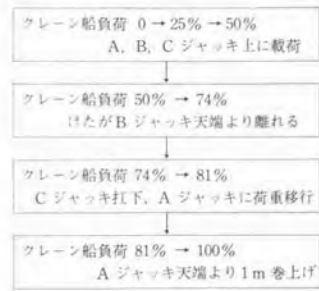 クレーン船負荷 0→25%→50%
A, B, C ジャッキ上に載荷
クレーン船負荷 50% → 74%
けたがB ジャッキ天端より離れる
クレーン船負荷 74% → 81%
C ジャッキ扛下, A ジャッキに荷重移行
クレーン船負荷 81% → 100%
A ジャッキ天端より1m 巻上げ